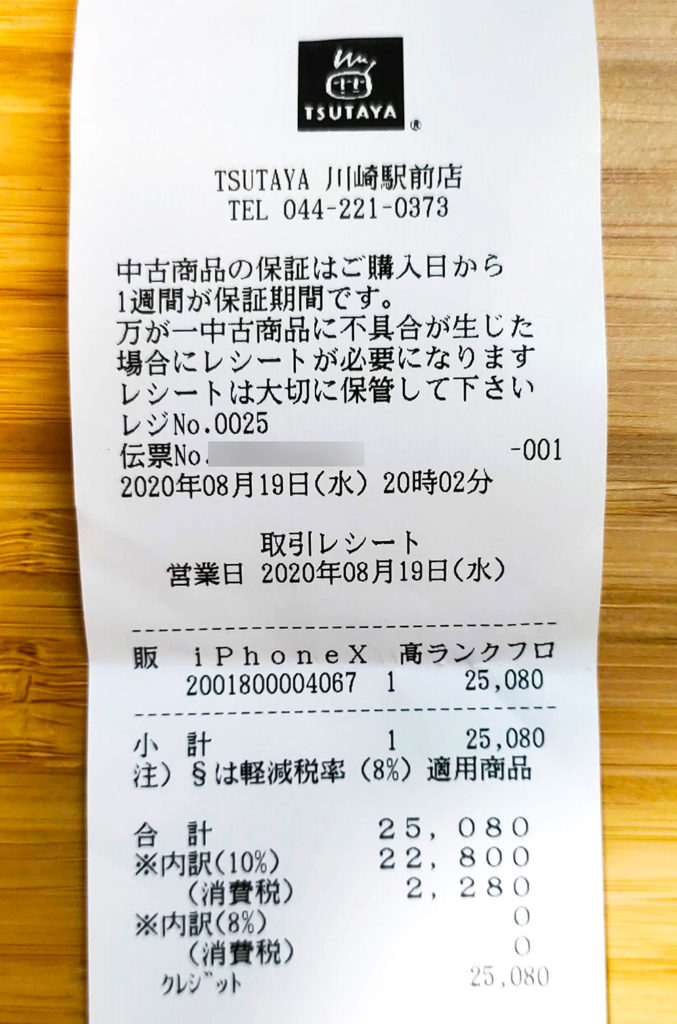 TSUTAYA
®
TSUTAYA 川崎駅前店
TEL 044-221-0373
中古商品の保証はご購入日から
1週間が保証期間です。
万が一中古商品に不具合が生じた
場合にレシートが必要になります
レシートは大切に保管して下さい
レジNo.0025
伝票No. -001
2020年08月19日(水) 20時02分
取引レシート
営業日 2020年08月19日(水)
販 iPhoneX 高ランクフロ
2001800004067 1 25,080
小 計 1 25,080
注) §は軽減税率(8%)適用商品
合 計 25,080
※内訳(10%) 22,800
(消費税) 2,280
※内訳(8%) 0
(消費税) 0
クレジット 25,080